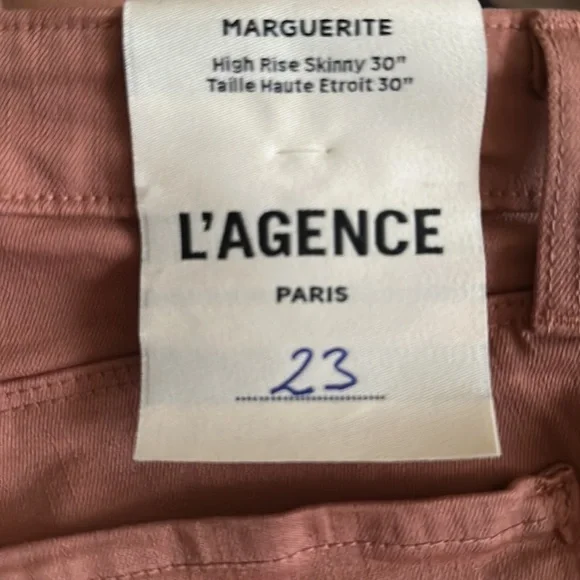 MARGUERITE
High Rise Skinny 30"
Taille Haute Etroit 30"
L'AGENCE
PARIS
23